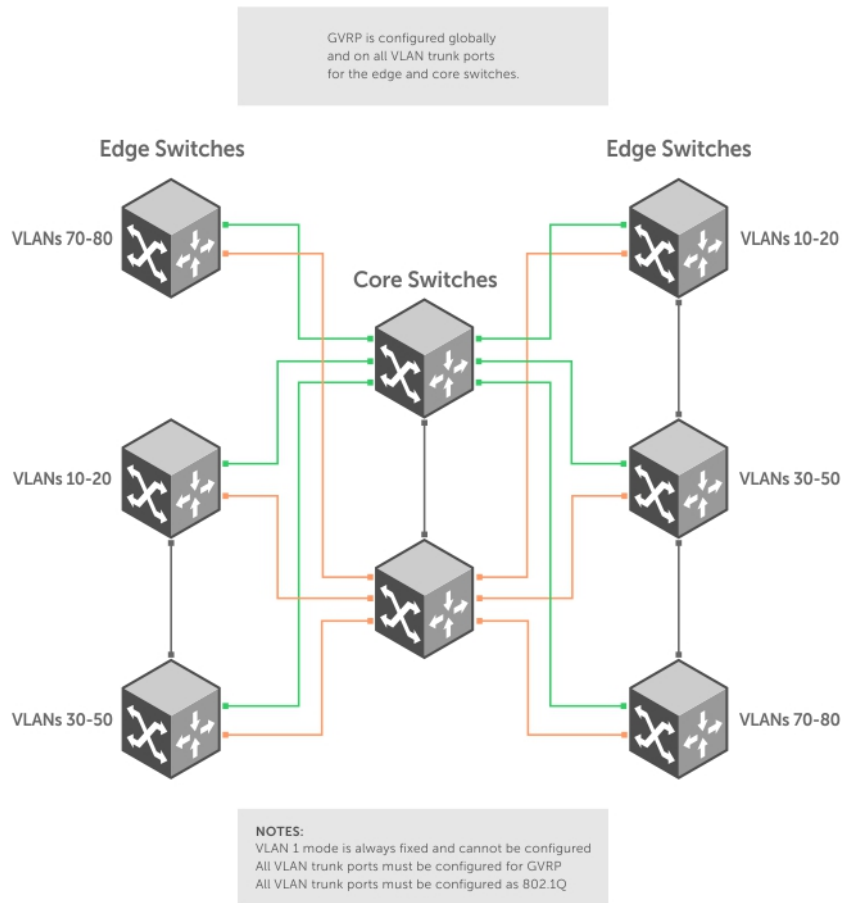 GVRP is configured globally
and on all VLAN trunk ports
for the edge and core switches.
Edge Switches
Edge Switches
VLANs 70-80
VLANs 10-20
Core Switches
VLANs 10-20
VLANs 30-50
VLANs 30-50
VLANs 70-80
NOTES:
VLAN 1 mode is always fixed and cannot be configured
All VLAN trunk ports must be configured for GVRP
All VLAN trunk ports must be configured as 802.1Q